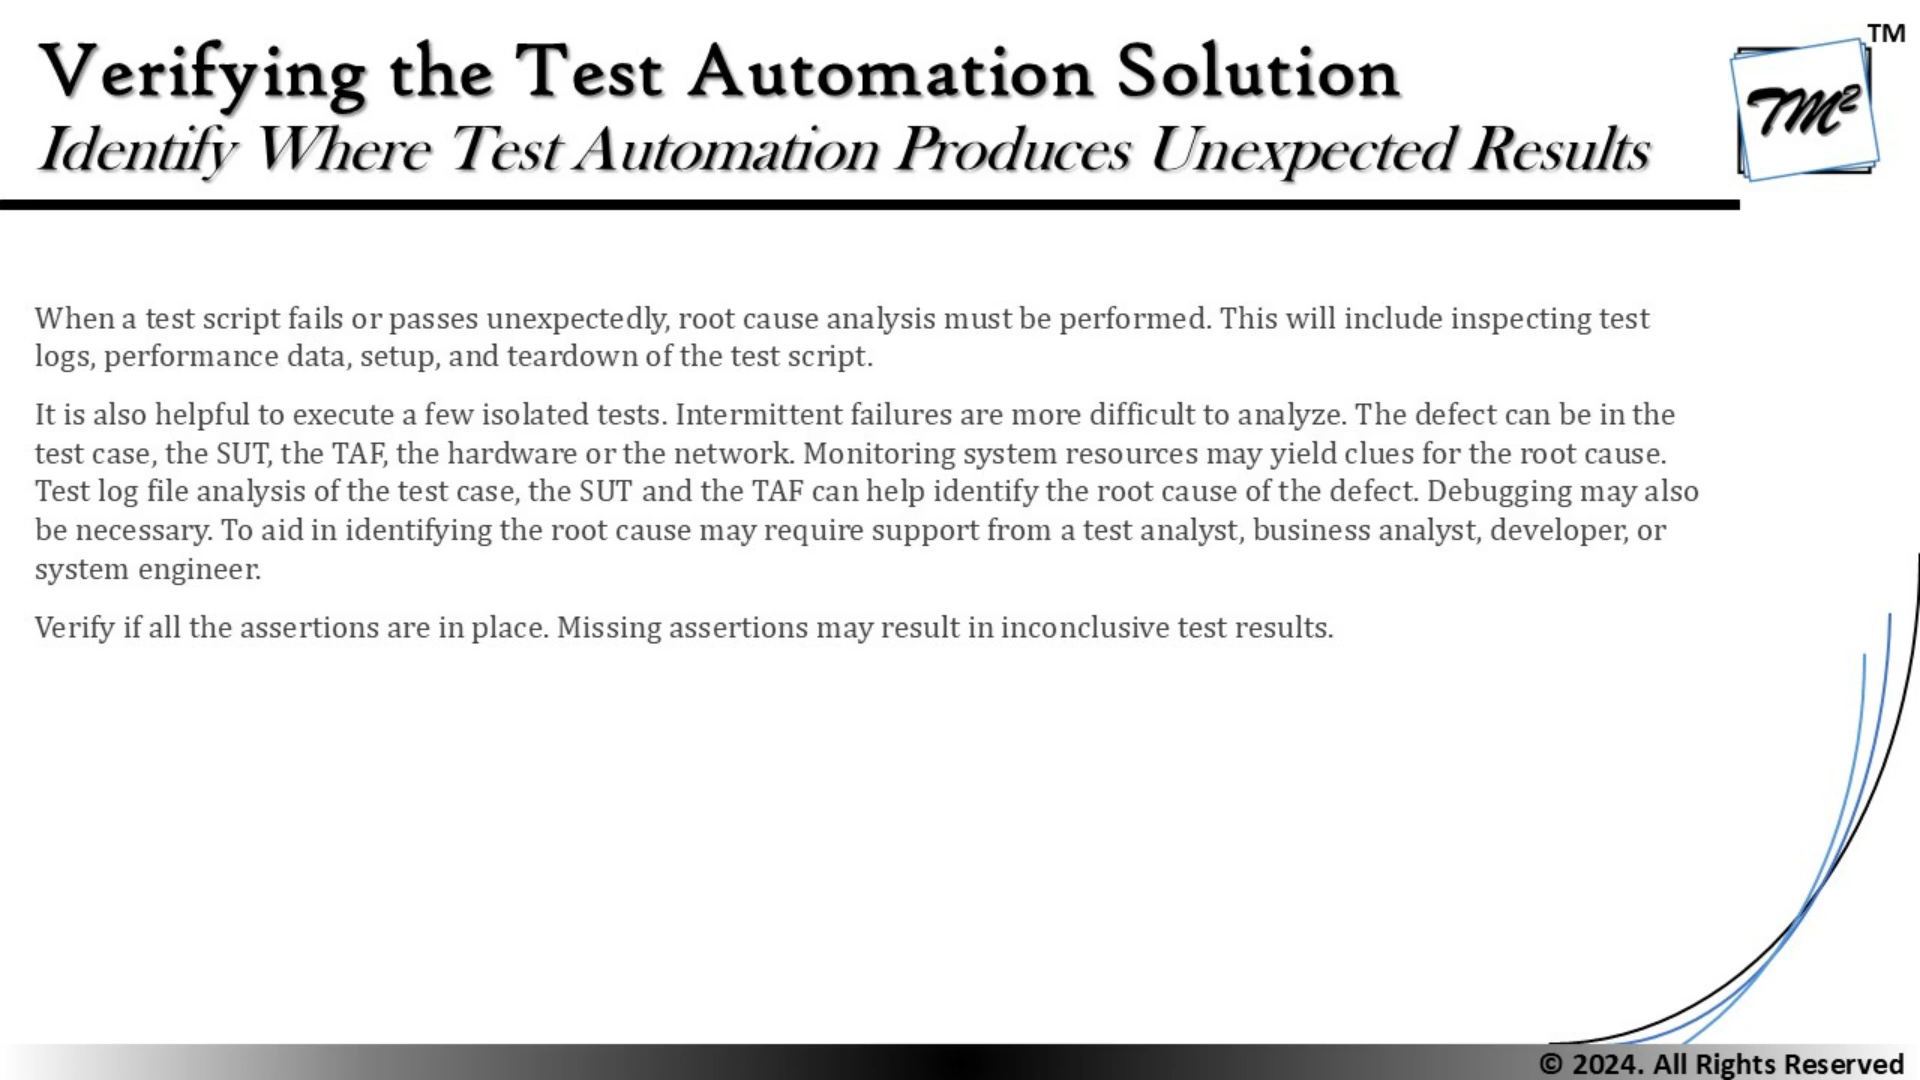 Verifying the Test Automation Solution
TM
Identify Where Test Automation Produces Unexpected Results
TM²
When a test script fails or passes unexpectedly, root cause analysis must be performed. This will include inspecting test
logs, performance data, setup, and teardown of the test script.
It is also helpful to execute a few isolated tests. Intermittent failures are more difficult to analyze. The defect can be in the
test case, the SUT, the TAF, the hardware or the network. Monitoring system resources may yield clues for the root cause.
Test log file analysis of the test case, the SUT and the TAF can help identify the root cause of the defect. Debugging may also
be necessary. To aid in identifying the root cause may require support from a test analyst, business analyst, developer, or
system engineer.
Verify if all the assertions are in place. Missing assertions may result in inconclusive test results.
© 2024. All Rights Reserved